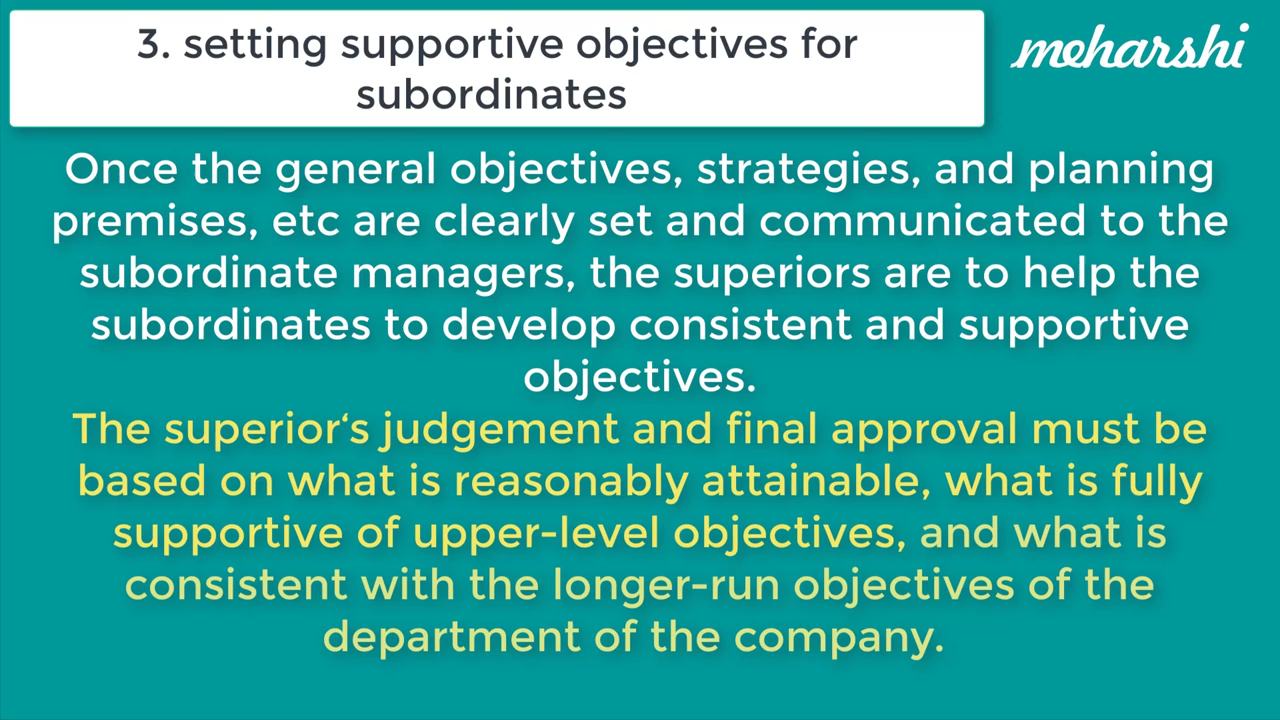 3. setting supportive objectives for
subordinates
meharshi
Once the general objectives, strategies, and planning
premises, etc are clearly set and communicated to the
subordinate managers, the superiors are to help the
subordinates to develop consistent and supportive
objectives.
The superior‘s judgement and final approval must be
based on what is reasonably attainable, what is fully
supportive of upper-level objectives, and what is
consistent with the longer-run objectives of the
department of the company.